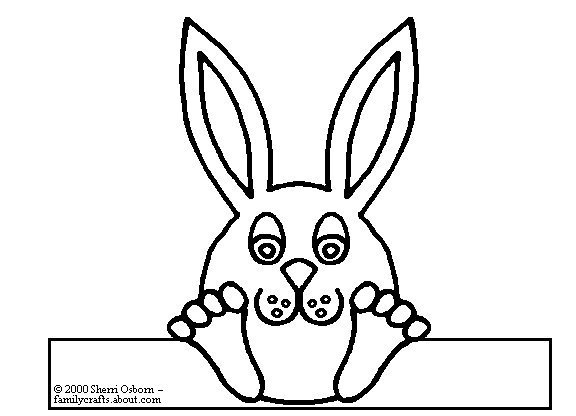 © 2000 Sherri Osborn –
familycrafts.about.com